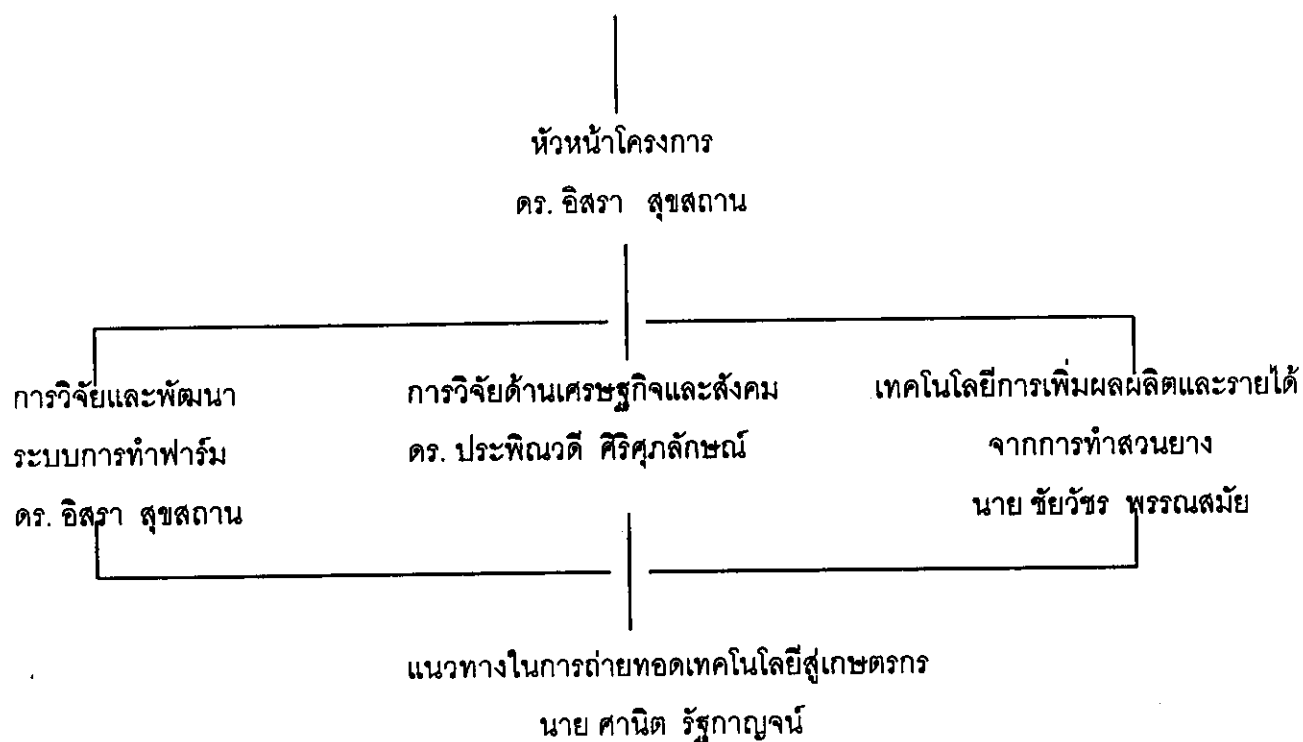 หัวหน้าโครงการ
ดร. อิสรา สุขสถาน
การวิจัยและพัฒนา
ระบบการทำฟาร์ม
ดร. อิสรา สุขสถาน
การวิจัยด้านเศรษฐกิจและสังคม
ดร. ประพิณวดี ศิริศุภลักษณ์
เทคโนโลยีการเพิ่มผลผลิตและรายได้
จากการทำสวนยาง
นาย ชัยวัชร พรรณสมัย
แนวทางในการถ่ายทอดเทคโนโลยีสู่เกษตรกร
นาย ศานิต รัฐกาญจน์